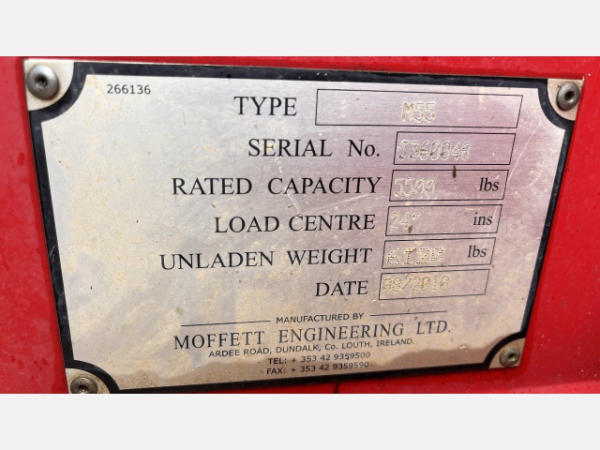 266136
TYPE M55
SERIAL No.
RATED CAPACITY 5500 lbs
LOAD CENTRE 24" ins
UNLADEN WEIGHT lbs
DATE
MANUFACTURED BY
MOFFETT ENGINEERING LTD.
ARDEE ROAD, DUNDALK, Co. LOUTH, IRELAND.
TEL: + 353 42 9359500
FAX: + 353 42 9359590